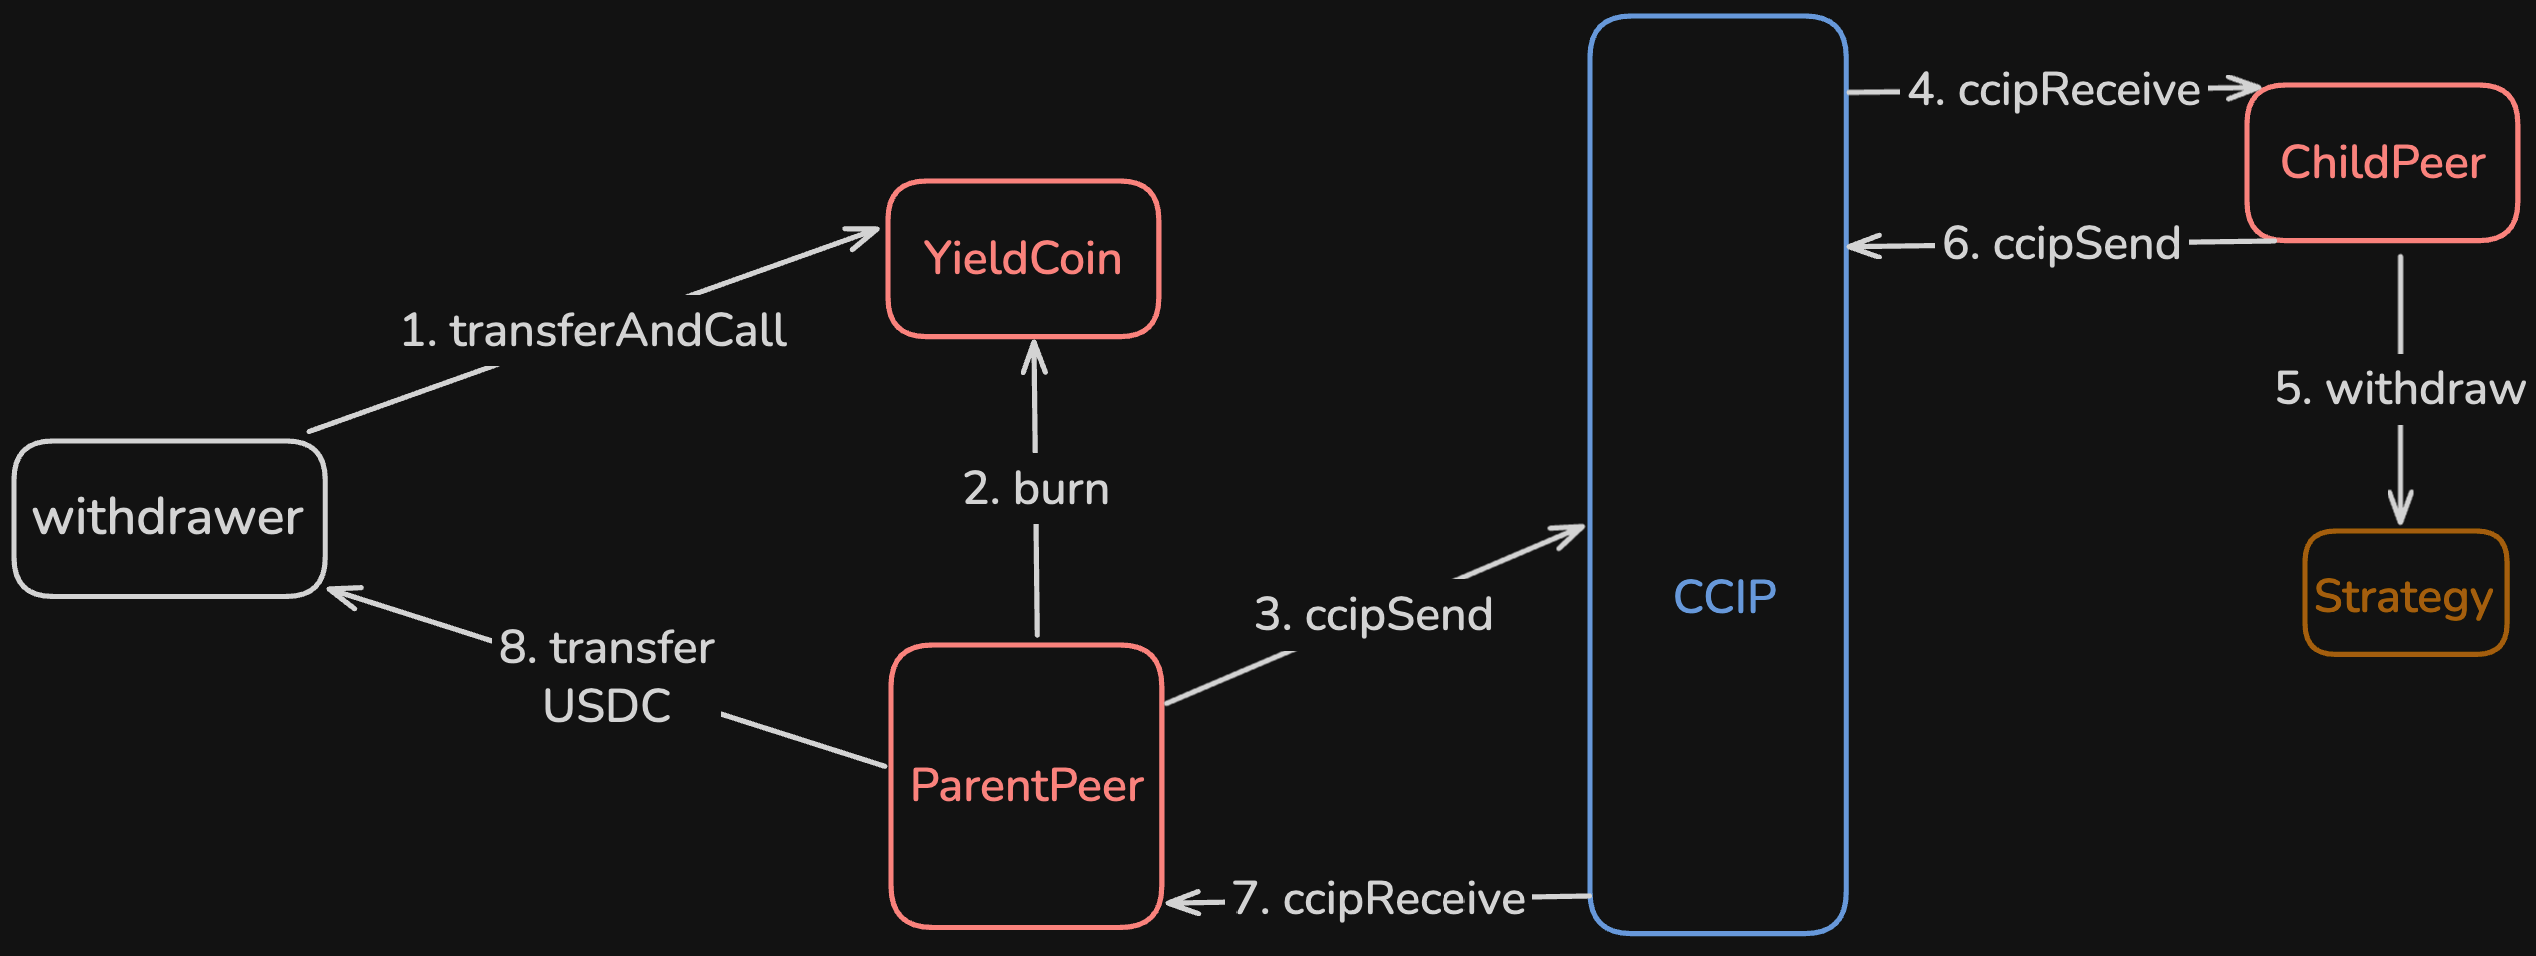 4. ccipReceive
ChildPeer
YieldCoin
6. ccipSend
1. transferAndCall
5. withdraw
2. burn
withdrawer
CCIP
Strategy
3. ccipSend
8. transfer
USDC
ParentPeer
7. ccipReceive